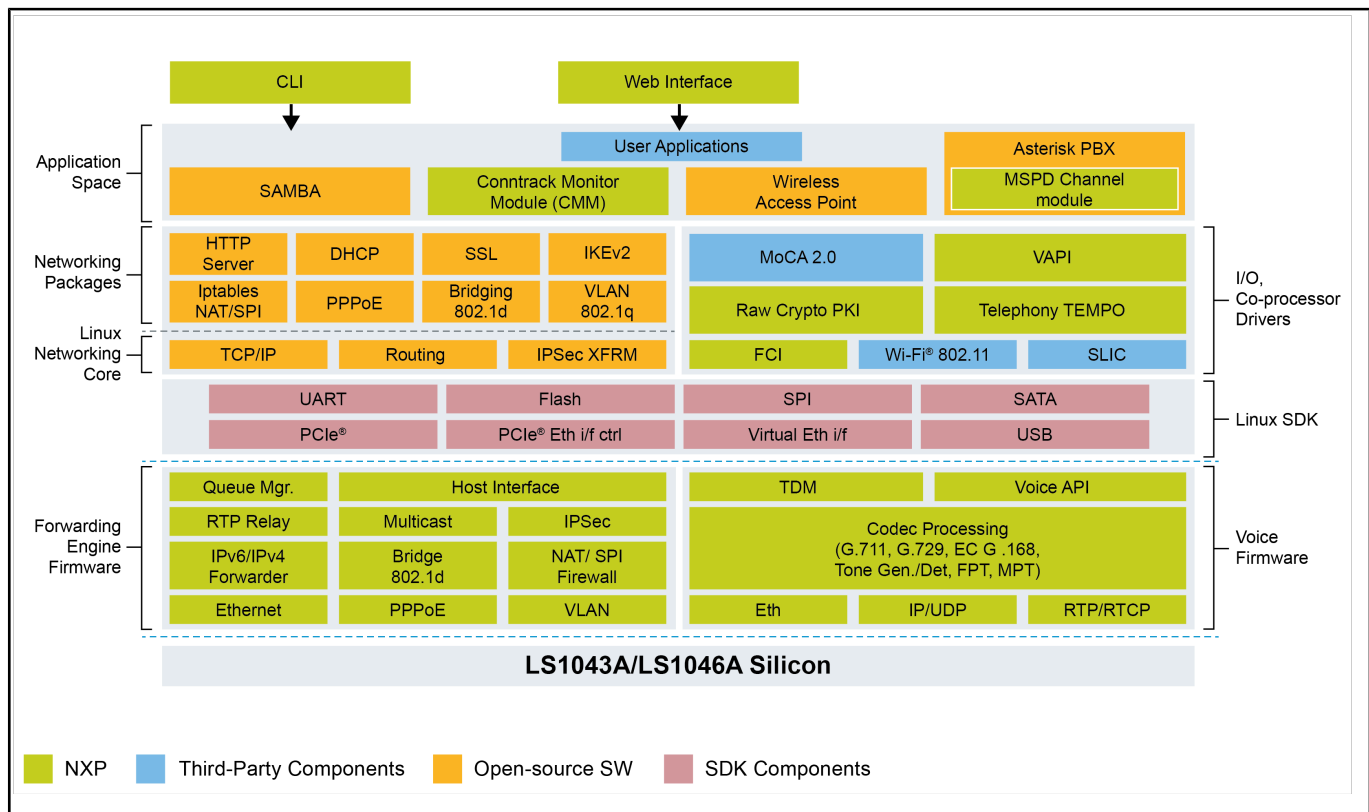 CLI
Web Interface
Application
Space
User Applications
Asterisk PBX
SAMBA
Conntrack Monitor
Module (CMM)
Wireless
Access Point
MSPD Channel
module
Networking
Packages
HTTP
Server
DHCP
SSL
IKEv2
Iptables
NAT/SPI
PPPoE
Bridging
802.1d
VLAN
802.1q
MoCA 2.0
VAPI
Raw Crypto PKI
Telephony TEMPO
I/O,
Co-processor
Drivers
Linux
Networking
Core
TCP/IP
Routing
IPSec XFRM
FCI
Wi-Fi® 802.11
SLIC
UART
Flash
SPI
SATA
PCIe®
PCIe® Eth i/f ctrl
Virtual Eth i/f
USB
Linux SDK
Forwarding
Engine
Firmware
Queue Mgr.
Host Interface
RTP Relay
Multicast
IPSec
IPv6/IPv4
Forwarder
Bridge
802.1d
NAT/ SPI
Firewall
Ethernet
PPPoE
VLAN
TDM
Voice API
Codec Processing
(G.711, G.729, EC G .168,
Tone Gen./Det, FPT, MPT)
Eth
IP/UDP
RTP/RTCP
Voice
Firmware
LS1043A/LS1046A Silicon
NXP
Third-Party Components
Open-source SW
SDK Components